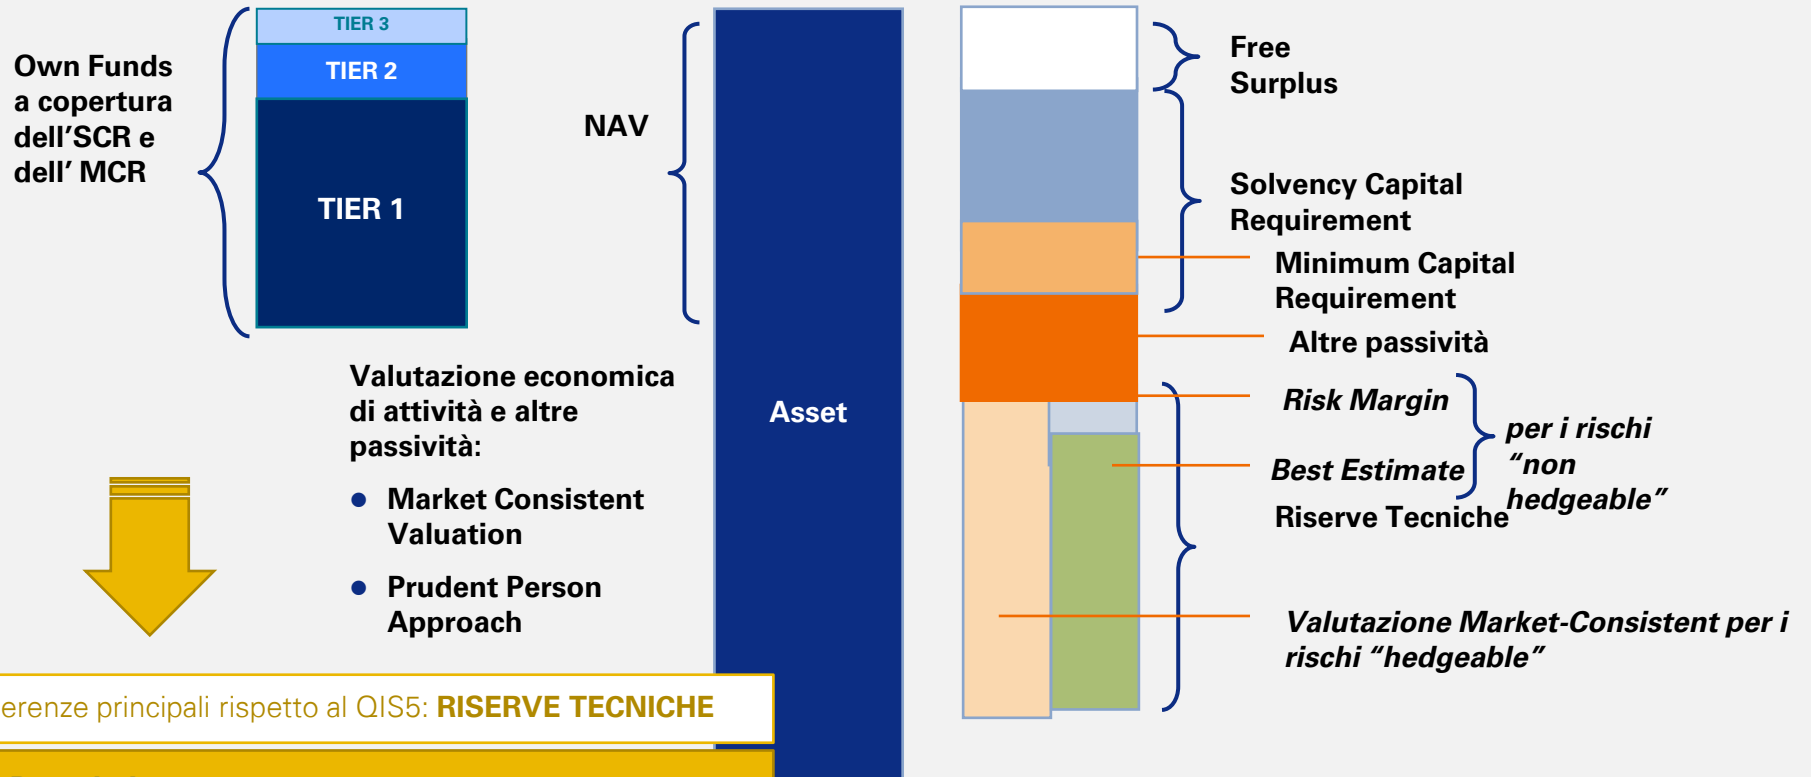 TIER 3
TIER 2
TIER 1
Own Funds
a copertura
dell’SCR e
dell’ MCR
NAV
Asset
Valutazione economica
di attività e altre
passività:
● Market Consistent
Valuation
● Prudent Person
Approach
Free
Surplus
Solvency Capital
Requirement
Minimum Capital
Requirement
Altre passività
Risk Margin
Best Estimate
per i rischi
“non
hedgeable”
Riserve Tecniche
Valutazione Market-Consistent per i
rischi “hedgeable”
erenze principali rispetto al QIS5: RISERVE TECNICHE